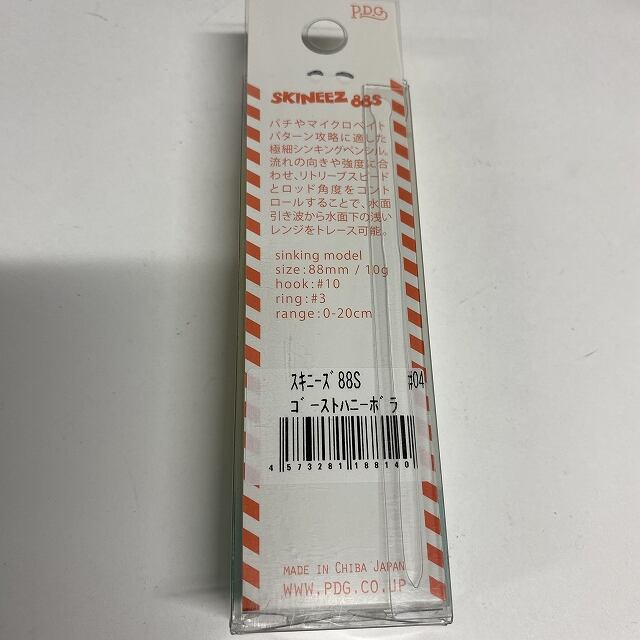 P.D.G
SKINEEZ 88S
バチやマイクロベイト
パターン攻略に適した
極細シンキングペンシル。
流れの向きや強度に合
わせ、リトリーブスピード
とロッド角度をコント
ロールすることで、水面
引き波から水面下の浅い
レンジをトレース可能。
sinking model
size:88mm / 10g
hook:#10
ring:#3
range:0-20cm
ｽｷﾆｰｽﾞ88S #04
ｺﾞｰｽﾄﾊﾆｰﾎﾞﾗ
4 573281 188140
MADE IN CHIBA JAPAN
WWW.PDG.CO.JP